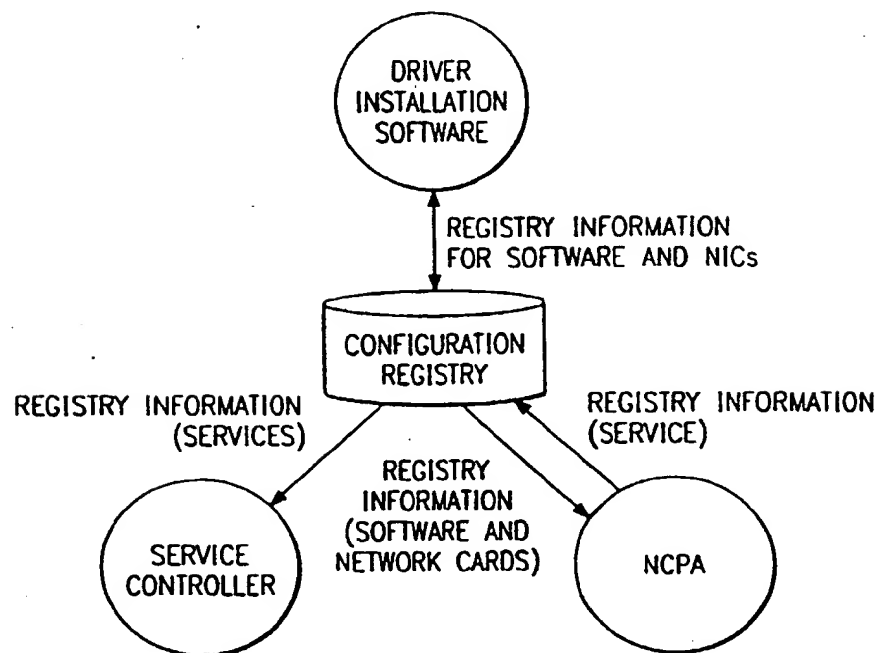 DRIVER
INSTALLATION
SOFTWARE
REGISTRY INFORMATION
FOR SOFTWARE AND NICs
CONFIGURATION
REGISTRY
REGISTRY INFORMATION
(SERVICES)
REGISTRY INFORMATION
(SERVICE)
REGISTRY
INFORMATION
(SOFTWARE AND
NETWORK CARDS)
SERVICE
CONTROLLER
NCPA